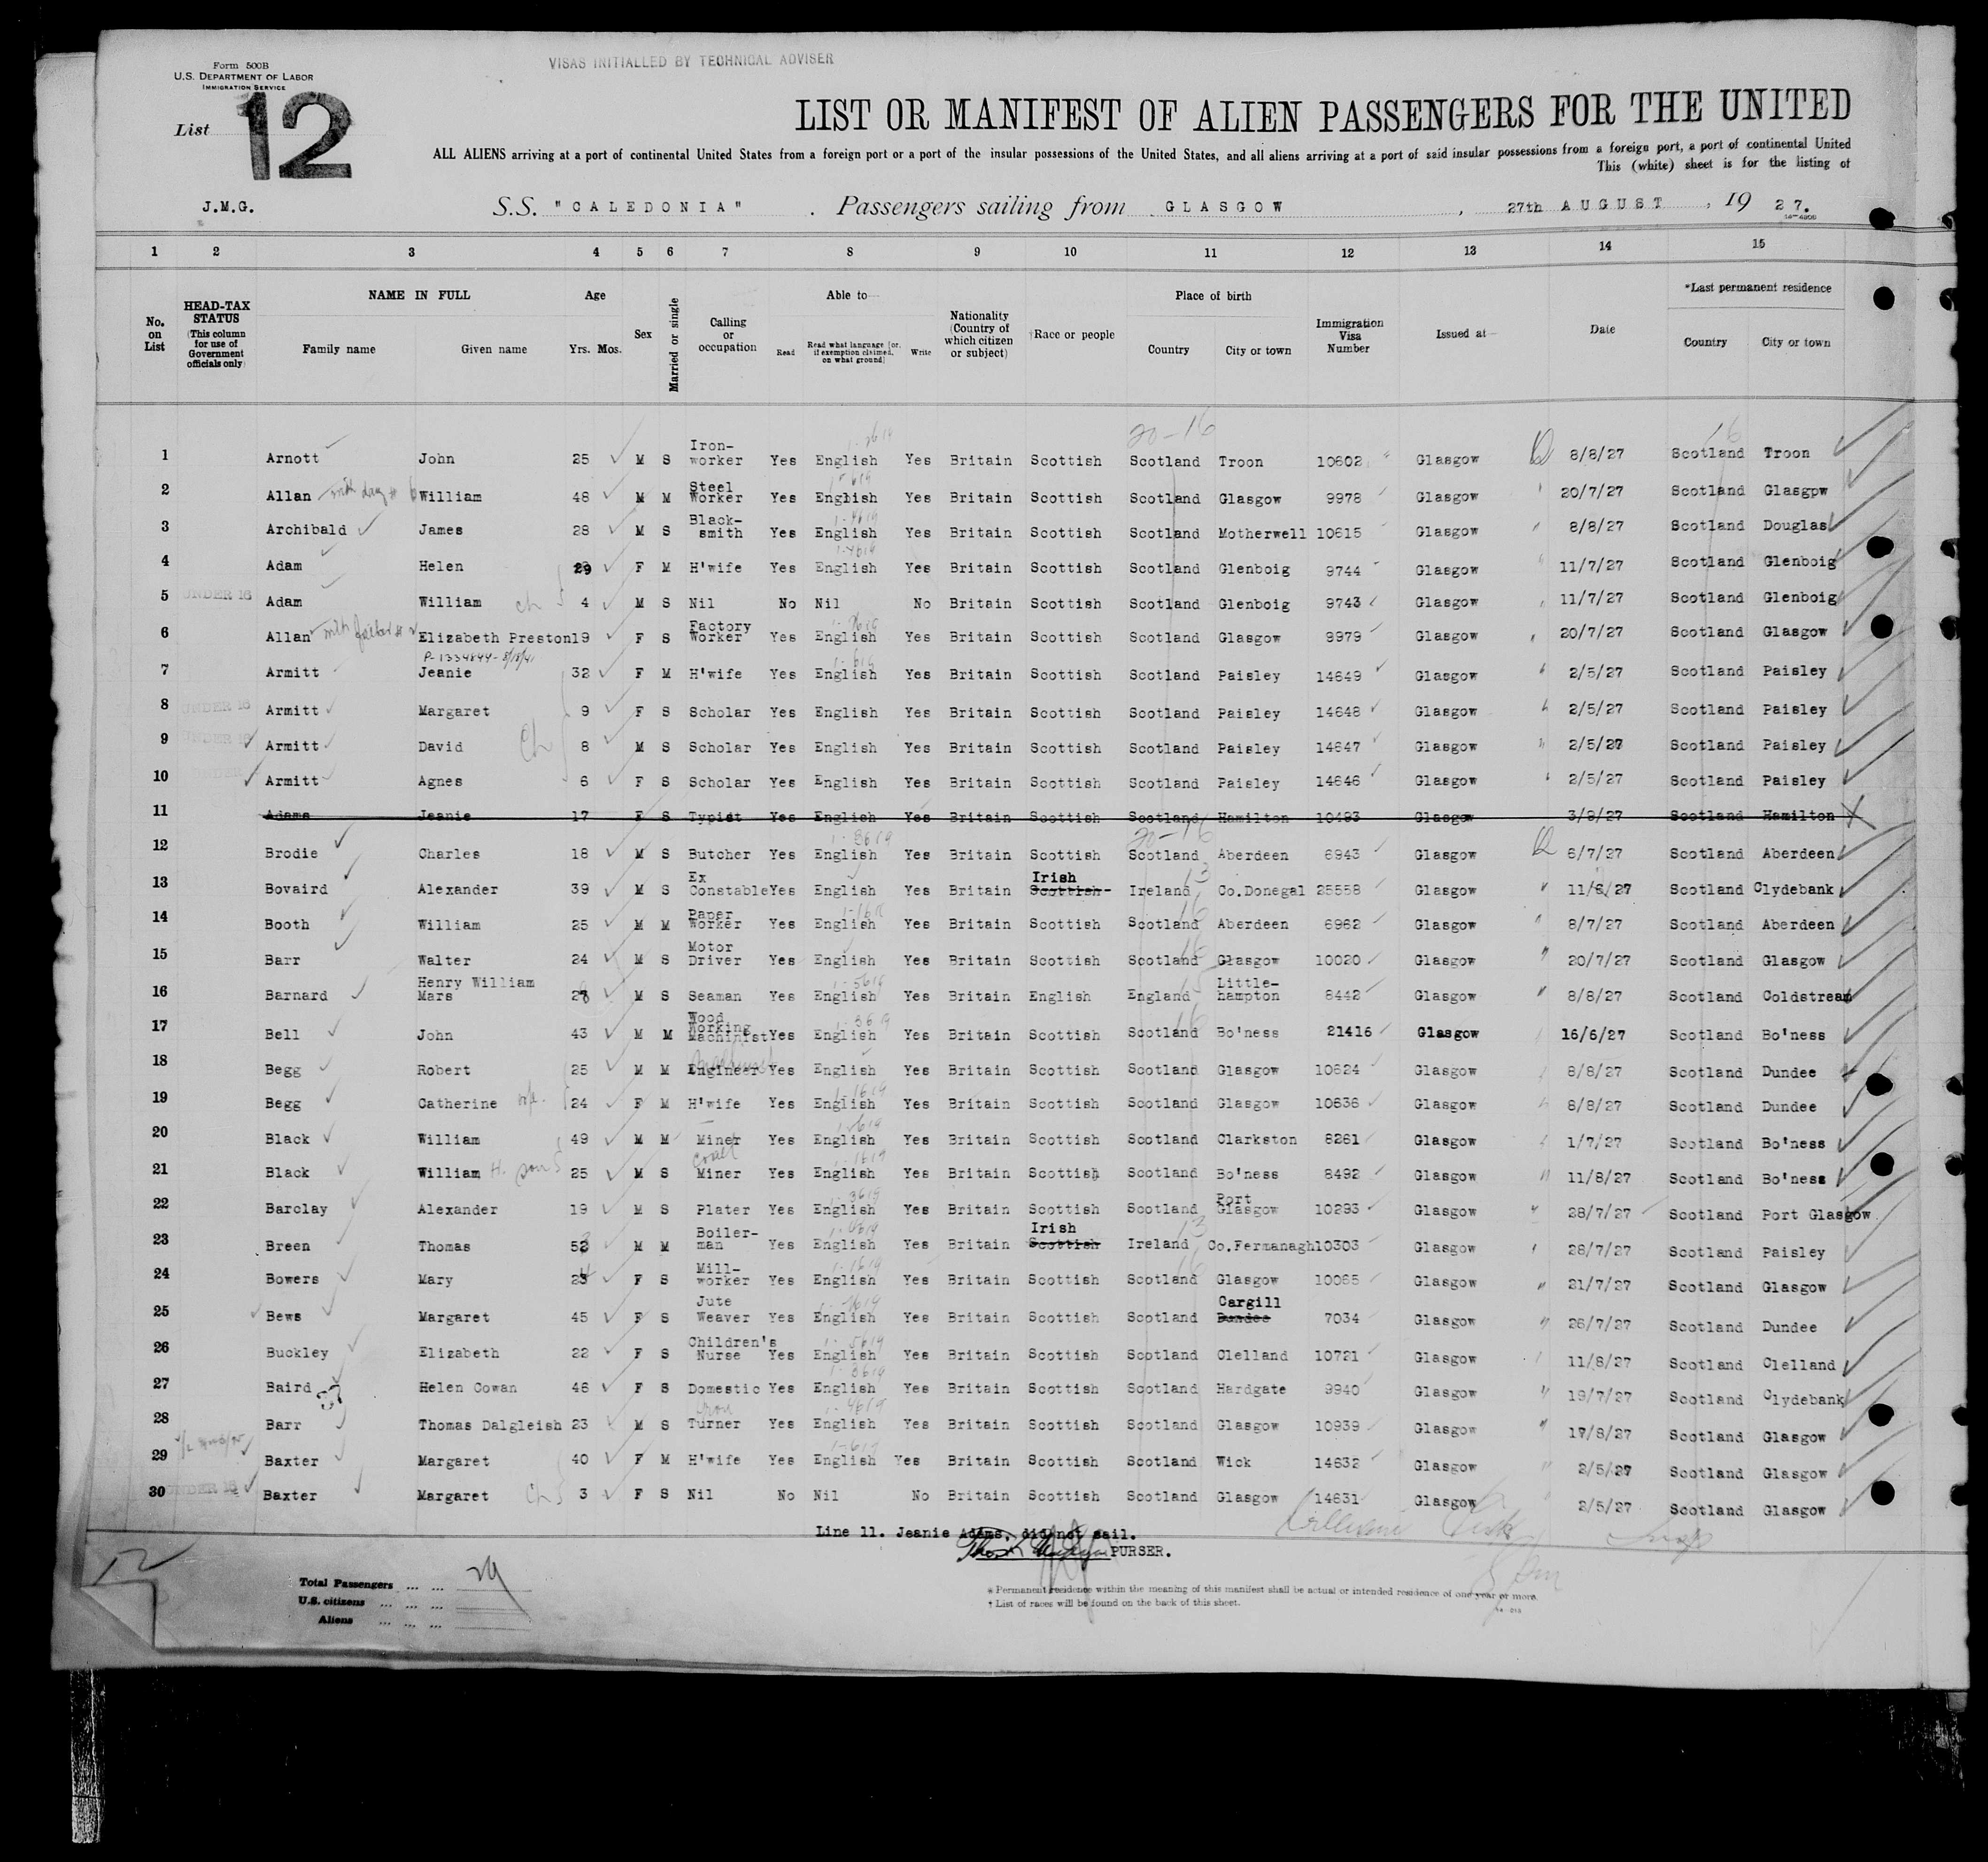 Form 500B
U.S. DEPARTMENT OF LABOR
IMMIGRATION SERVICE
VISAS INITIALLED BY TECHNICAL ADVISER
List 12
LIST OR MANIFEST OF ALIEN PASSENGERS FOR THE UNITED
ALL ALIENS arriving at a port of continental United States from a foreign port or a port of the insular possessions of the United States, and all aliens arriving at a port of said insular possessions from a foreign port, a port of continental United
This (white) sheet is for the listing of
J.M.G. S.S. "CALEDONIA" . Passengers sailing from GLASGOW , 27th AUGUST , 19 27.
1 2 3 4 5 6 7 8 9 10 11 12 13 14 15
No. on List
HEAD-TAX STATUS (This column for use of Government officials only)
NAME IN FULL Family name Given name
Age Yrs. Mos.
Sex
Married or single
Calling or occupation
Able to— Read Read what language [or, if exemption claimed, on what ground] Write
Nationality (Country of which citizen or subject)
†Race or people
Place of birth Country City or town
Immigration Visa Number
Issued at—
Date
*Last permanent residence Country City or town
20-16 16
1 Arnott John 25 M S Iron-worker Yes English Yes Britain Scottish Scotland Troon 10602 Glasgow 8/8/27 Scotland Troon
2 Allan William 48 M M Steel Worker Yes English Yes Britain Scottish Scotland Glasgow 9978 Glasgow 20/7/27 Scotland Glasgpw
3 Archibald James 28 M S Black-smith Yes English Yes Britain Scottish Scotland Motherwell 10615 Glasgow 8/8/27 Scotland Douglas
4 Adam Helen 29 F M H'wife Yes English Yes Britain Scottish Scotland Glenboig 9744 Glasgow 11/7/27 Scotland Glenboig
5 UNDER 16 Adam William ch 4 M S Nil No Nil No Britain Scottish Scotland Glenboig 9743 Glasgow 11/7/27 Scotland Glenboig
6 Allan Elizabeth Preston 19 F S Factory Worker Yes English Yes Britain Scottish Scotland Glasgow 9979 Glasgow 20/7/27 Scotland Glasgow
P-1334844-8/18/41
7 Armitt Jeanie 32 F M H'wife Yes English Yes Britain Scottish Scotland Paisley 14649 Glasgow 2/5/27 Scotland Paisley
8 UNDER 16 Armitt Margaret 9 F S Scholar Yes English Yes Britain Scottish Scotland Paisley 14648 Glasgow 2/5/27 Scotland Paisley
9 UNDER 16 Armitt David Ch 8 M S Scholar Yes English Yes Britain Scottish Scotland Paisley 14647 Glasgow 2/5/27 Scotland Paisley
10 UNDER Armitt Agnes 6 F S Scholar Yes English Yes Britain Scottish Scotland Paisley 14646 Glasgow 2/5/27 Scotland Paisley
11 Adams Jeanie 17 F S Typist Yes English Yes Britain Scottish Scotland Hamilton 10493 Glasgow 3/8/27 Scotland Hamilton
20-16
12 Brodie Charles 18 M S Butcher Yes English Yes Britain Scottish Scotland Aberdeen 6943 Glasgow 6/7/27 Scotland Aberdeen
13 Bovaird Alexander 39 M S Ex Constable Yes English Yes Britain Irish Scottish Ireland Co.Donegal 25558 Glasgow 11/8/27 Scotland Clydebank
14 Booth William 25 M M Paper Worker Yes English Yes Britain Scottish Scotland Aberdeen 6962 Glasgow 8/7/27 Scotland Aberdeen
15 Barr Walter 24 M S Motor Driver Yes English Yes Britain Scottish Scotland Glasgow 10020 Glasgow 20/7/27 Scotland Glasgow
16 Barnard Henry William Mars 28 M S Seaman Yes English Yes Britain English England Little-hampton 8442 Glasgow 8/8/27 Scotland Coldstream
17 Bell John 43 M M Wood Working Machinist Yes English Yes Britain Scottish Scotland Bo'ness 21416 Glasgow 16/6/27 Scotland Bo'ness
18 Begg Robert 25 M M Engineer Yes English Yes Britain Scottish Scotland Glasgow 10624 Glasgow 8/8/27 Scotland Dundee
19 Begg Catherine 24 F M H'wife Yes English Yes Britain Scottish Scotland Glasgow 10636 Glasgow 8/8/27 Scotland Dundee
20 Black William 49 M M Miner Yes English Yes Britain Scottish Scotland Clarkston 8261 Glasgow 1/7/27 Scotland Bo'ness
21 Black William H. son 25 M S Miner Yes English Yes Britain Scottish Scotland Bo'ness 8492 Glasgow 11/8/27 Scotland Bo'ness
22 Barclay Alexander 19 M S Plater Yes English Yes Britain Scottish Scotland Port Glasgow 10293 Glasgow 28/7/27 Scotland Port Glasgow
23 Breen Thomas 53 M M Boiler-man Yes English Yes Britain Irish Scottish Ireland Co.Fermanagh 10303 Glasgow 28/7/27 Scotland Paisley
24 Bowers Mary 24 F S Mill-worker Yes English Yes Britain Scottish Scotland Glasgow 10065 Glasgow 21/7/27 Scotland Glasgow
25 Bews Margaret 45 F S Jute Weaver Yes English Yes Britain Scottish Scotland Cargill Dundee 7034 Glasgow 26/7/27 Scotland Dundee
26 Buckley Elizabeth 22 F S Children's Nurse Yes English Yes Britain Scottish Scotland Clelland 10721 Glasgow 11/8/27 Scotland Clelland
27 Baird Helen Cowan 46 F S Domestic Yes English Yes Britain Scottish Scotland Hardgate 9940 Glasgow 19/7/27 Scotland Clydebank
28 Barr Thomas Dalgleish 23 M S Iron Turner Yes English Yes Britain Scottish Scotland Glasgow 10939 Glasgow 17/8/27 Scotland Glasgow
29 Baxter Margaret 40 F M H'wife Yes English Yes Britain Scottish Scotland Wick 14632 Glasgow 2/5/27 Scotland Glasgow
30 UNDER 16 Baxter Margaret Ch 3 F S Nil No Nil No Britain Scottish Scotland Glasgow 14631 Glasgow 2/5/27 Scotland Glasgow
Line 11. Jeanie Adams, did not sail.
PURSER.
12
Total Passengers ... ... 29
U.S. citizens ... ... ...
Aliens ... ... ...
* Permanent residence within the meaning of this manifest shall be actual or intended residence of one year or more.
† List of races will be found on the back of this sheet.